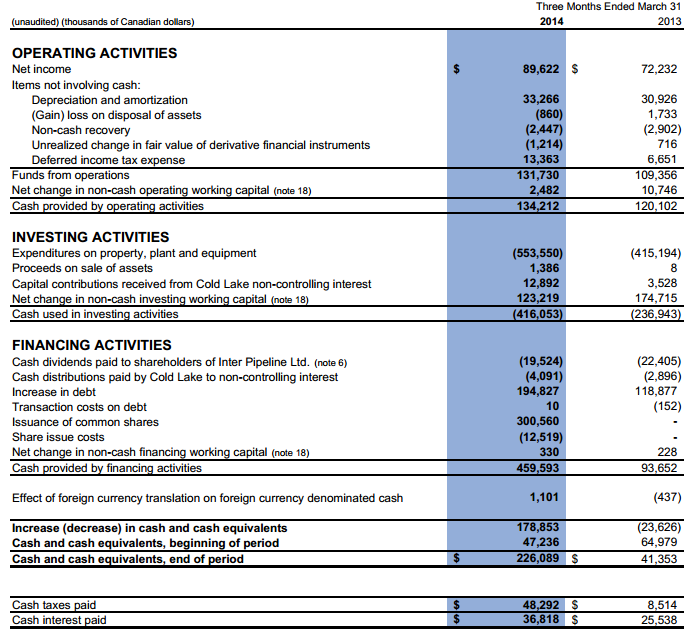 Three Months Ended March 31
(unaudited) (thousands of Canadian dollars) 2014 2013
OPERATING ACTIVITIES
Net income $ 89,622 $ 72,232
Items not involving cash:
Depreciation and amortization 33,266 30,926
(Gain) loss on disposal of assets (860) 1,733
Non-cash recovery (2,447) (2,902)
Unrealized change in fair value of derivative financial instruments (1,214) 716
Deferred income tax expense 13,363 6,651
Funds from operations 131,730 109,356
Net change in non-cash operating working capital (note 18) 2,482 10,746
Cash provided by operating activities 134,212 120,102
INVESTING ACTIVITIES
Expenditures on property, plant and equipment (553,550) (415,194)
Proceeds on sale of assets 1,386 8
Capital contributions received from Cold Lake non-controlling interest 12,892 3,528
Net change in non-cash investing working capital (note 18) 123,219 174,715
Cash used in investing activities (416,053) (236,943)
FINANCING ACTIVITIES
Cash dividends paid to shareholders of Inter Pipeline Ltd. (note 6) (19,524) (22,405)
Cash distributions paid by Cold Lake to non-controlling interest (4,091) (2,896)
Increase in debt 194,827 118,877
Transaction costs on debt 10 (152)
Issuance of common shares 300,560 -
Share issue costs (12,519) -
Net change in non-cash financing working capital (note 18) 330 228
Cash provided by financing activities 459,593 93,652
Effect of foreign currency translation on foreign currency denominated cash 1,101 (437)
Increase (decrease) in cash and cash equivalents 178,853 (23,626)
Cash and cash equivalents, beginning of period 47,236 64,979
Cash and cash equivalents, end of period $ 226,089 $ 41,353
Cash taxes paid $ 48,292 $ 8,514
Cash interest paid $ 36,818 $ 25,538